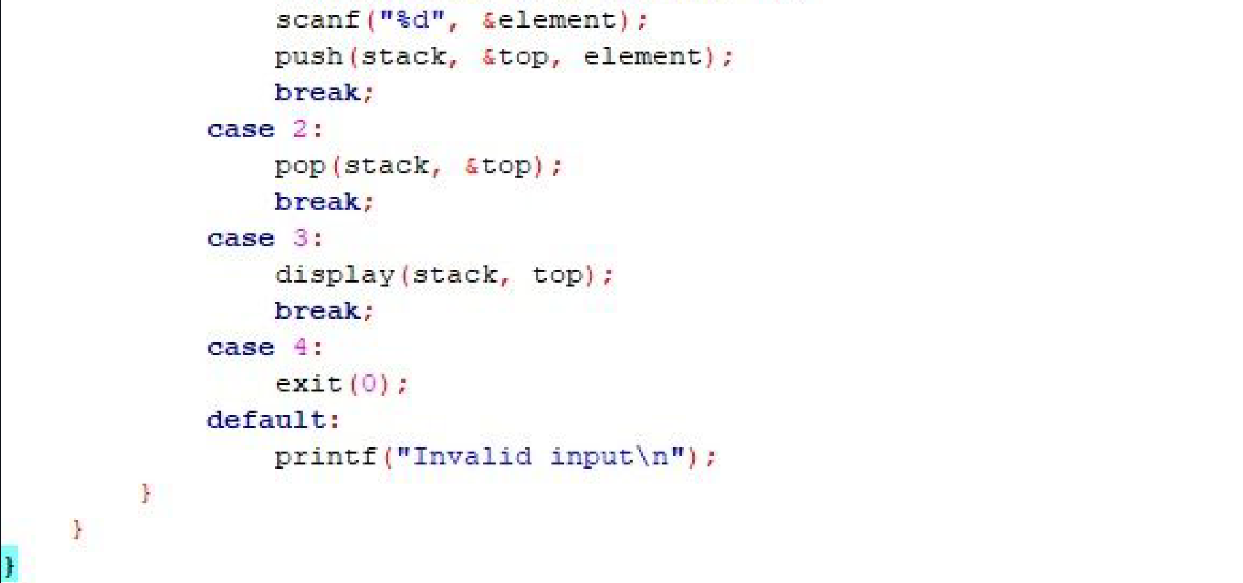 scanf("%d", &element);
push(stack, &top, element);
break;
case 2:
pop(stack, &top);
break;
case 3:
display(stack, top);
break;
case 4:
exit(0);
default:
printf("Invalid input\n");
}
}
}